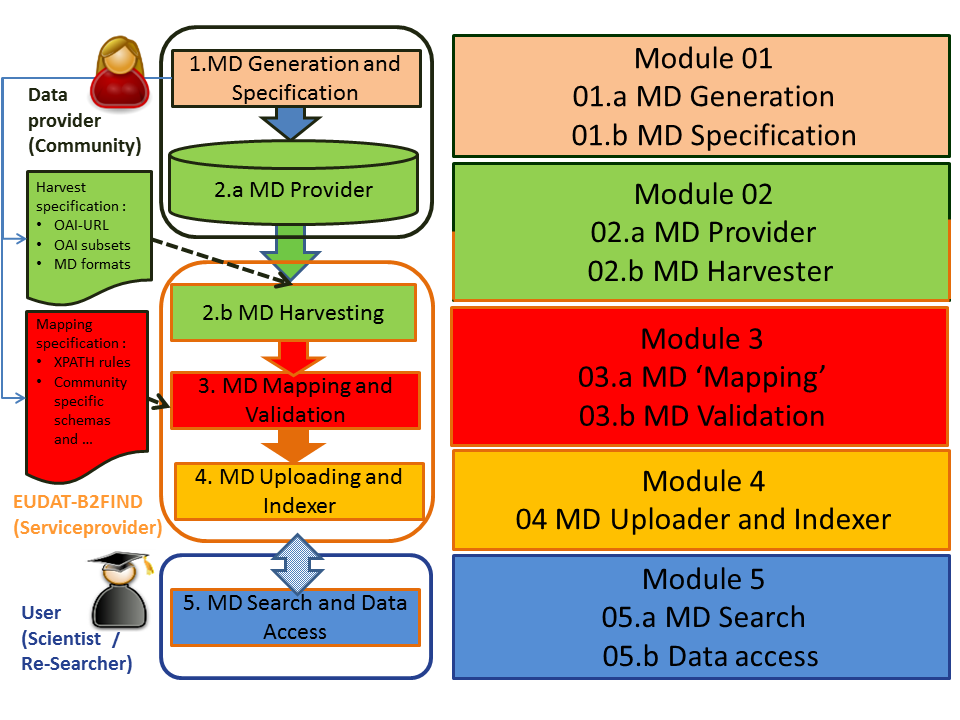 1.MD Generation and
Specification
Data
provider
(Community)
2.a MD Provider
Harvest
specification :
• OAI-URL
• OAI subsets
• MD formats
2.b MD Harvesting
Mapping
specification :
• XPATH rules
• Community
specific
schemas
and ...
3. MD Mapping and
Validation
4. MD Uploading and
Indexer
EUDAT-B2FIND
(Serviceprovider)
5. MD Search and Data
Access
User
(Scientist /
Re-Searcher)
Module 01
01.a MD Generation
01.b MD Specification
Module 02
02.a MD Provider
02.b MD Harvester
Module 3
03.a MD ‘Mapping’
03.b MD Validation
Module 4
04 MD Uploader and Indexer
Module 5
05.a MD Search
05.b Data access